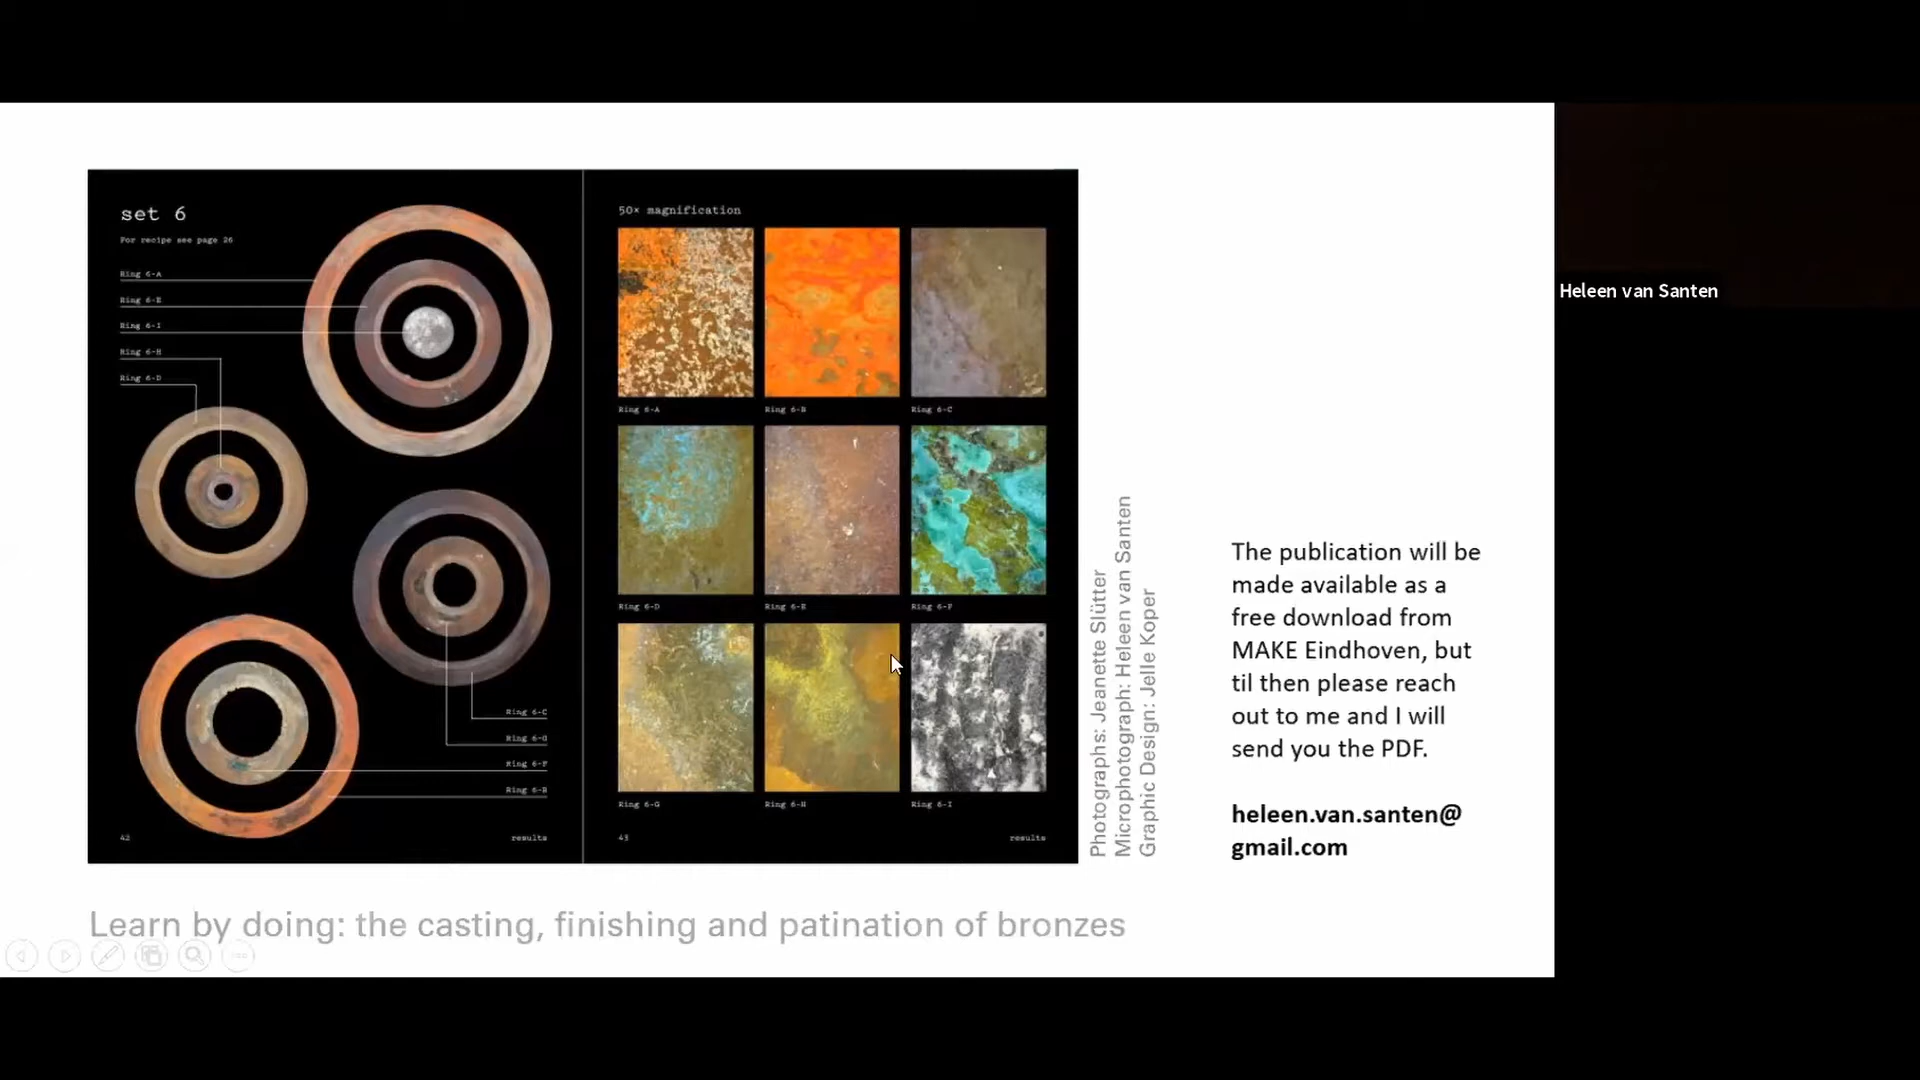 set 6
For recipe see page 26
Ring 6-A
Ring 6-E
Ring 6-I
Ring 6-H
Ring 6-D
Ring 6-C
Ring 6-G
Ring 6-F
Ring 6-B
42
results
50× magnification
Ring 6-A
Ring 6-B
Ring 6-C
Ring 6-D
Ring 6-E
Ring 6-F
Ring 6-G
Ring 6-H
Ring 6-I
43
results
Photographs: Jeanette Slütter
Microphotograph: Heleen van Santen
Graphic Design: Jelle Koper
The publication will be
made available as a
free download from
MAKE Eindhoven, but
til then please reach
out to me and I will
send you the PDF.
heleen.van.santen@
gmail.com
Learn by doing: the casting, finishing and patination of bronzes
Heleen van Santen